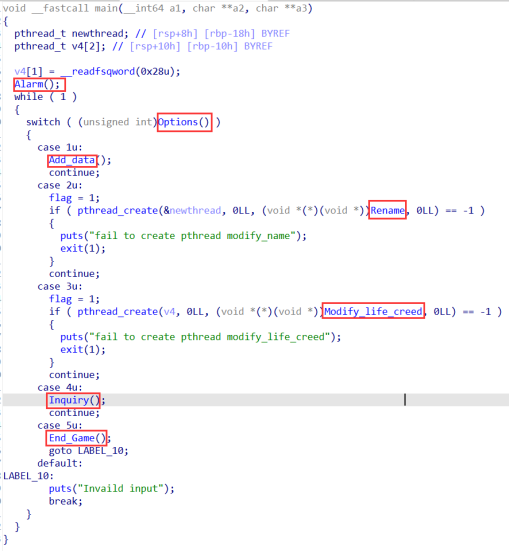 void __fastcall main(__int64 a1, char **a2, char **a3)
{
  pthread_t newthread; // [rsp+8h] [rbp-18h] BYREF
  pthread_t v4[2]; // [rsp+10h] [rbp-10h] BYREF

  v4[1] = __readfsqword(0x28u);
  Alarm();
  while ( 1 )
  {
    switch ( (unsigned int)Options() )
    {
      case 1u:
        Add_data();
        continue;
      case 2u:
        flag = 1;
        if ( pthread_create(&newthread, 0LL, (void *(*)(void *))Rename, 0LL) == -1 )
        {
          puts("fail to create pthread modify_name");
          exit(1);
        }
        continue;
      case 3u:
        flag = 1;
        if ( pthread_create(v4, 0LL, (void *(*)(void *))Modify_life_creed, 0LL) == -1 )
        {
          puts("fail to create pthread modify_life_creed");
          exit(1);
        }
        continue;
      case 4u:
        Inquiry();
        continue;
      case 5u:
        End_Game();
        goto LABEL_10;
      default:
LABEL_10:
        puts("Invaild input");
        break;
    }
  }
}